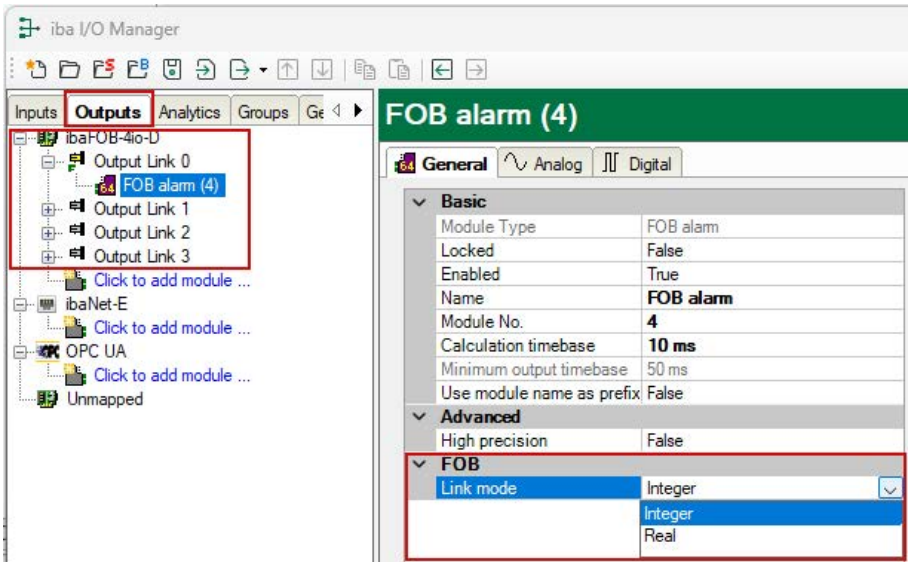 iba I/O Manager
Inputs Outputs Analytics Groups Ge
ibaFOB-4io-D
Output Link 0
FOB alarm (4)
Output Link 1
Output Link 2
Output Link 3
Click to add module ...
ibaNet-E
Click to add module ...
OPC UA
Click to add module ...
Unmapped
FOB alarm (4)
64 General Analog Digital
Basic
Module Type FOB alarm
Locked False
Enabled True
Name FOB alarm
Module No. 4
Calculation timebase 10 ms
Minimum output timebase 50 ms
Use module name as prefix False
Advanced
High precision False
FOB
Link mode Integer
Integer
Real